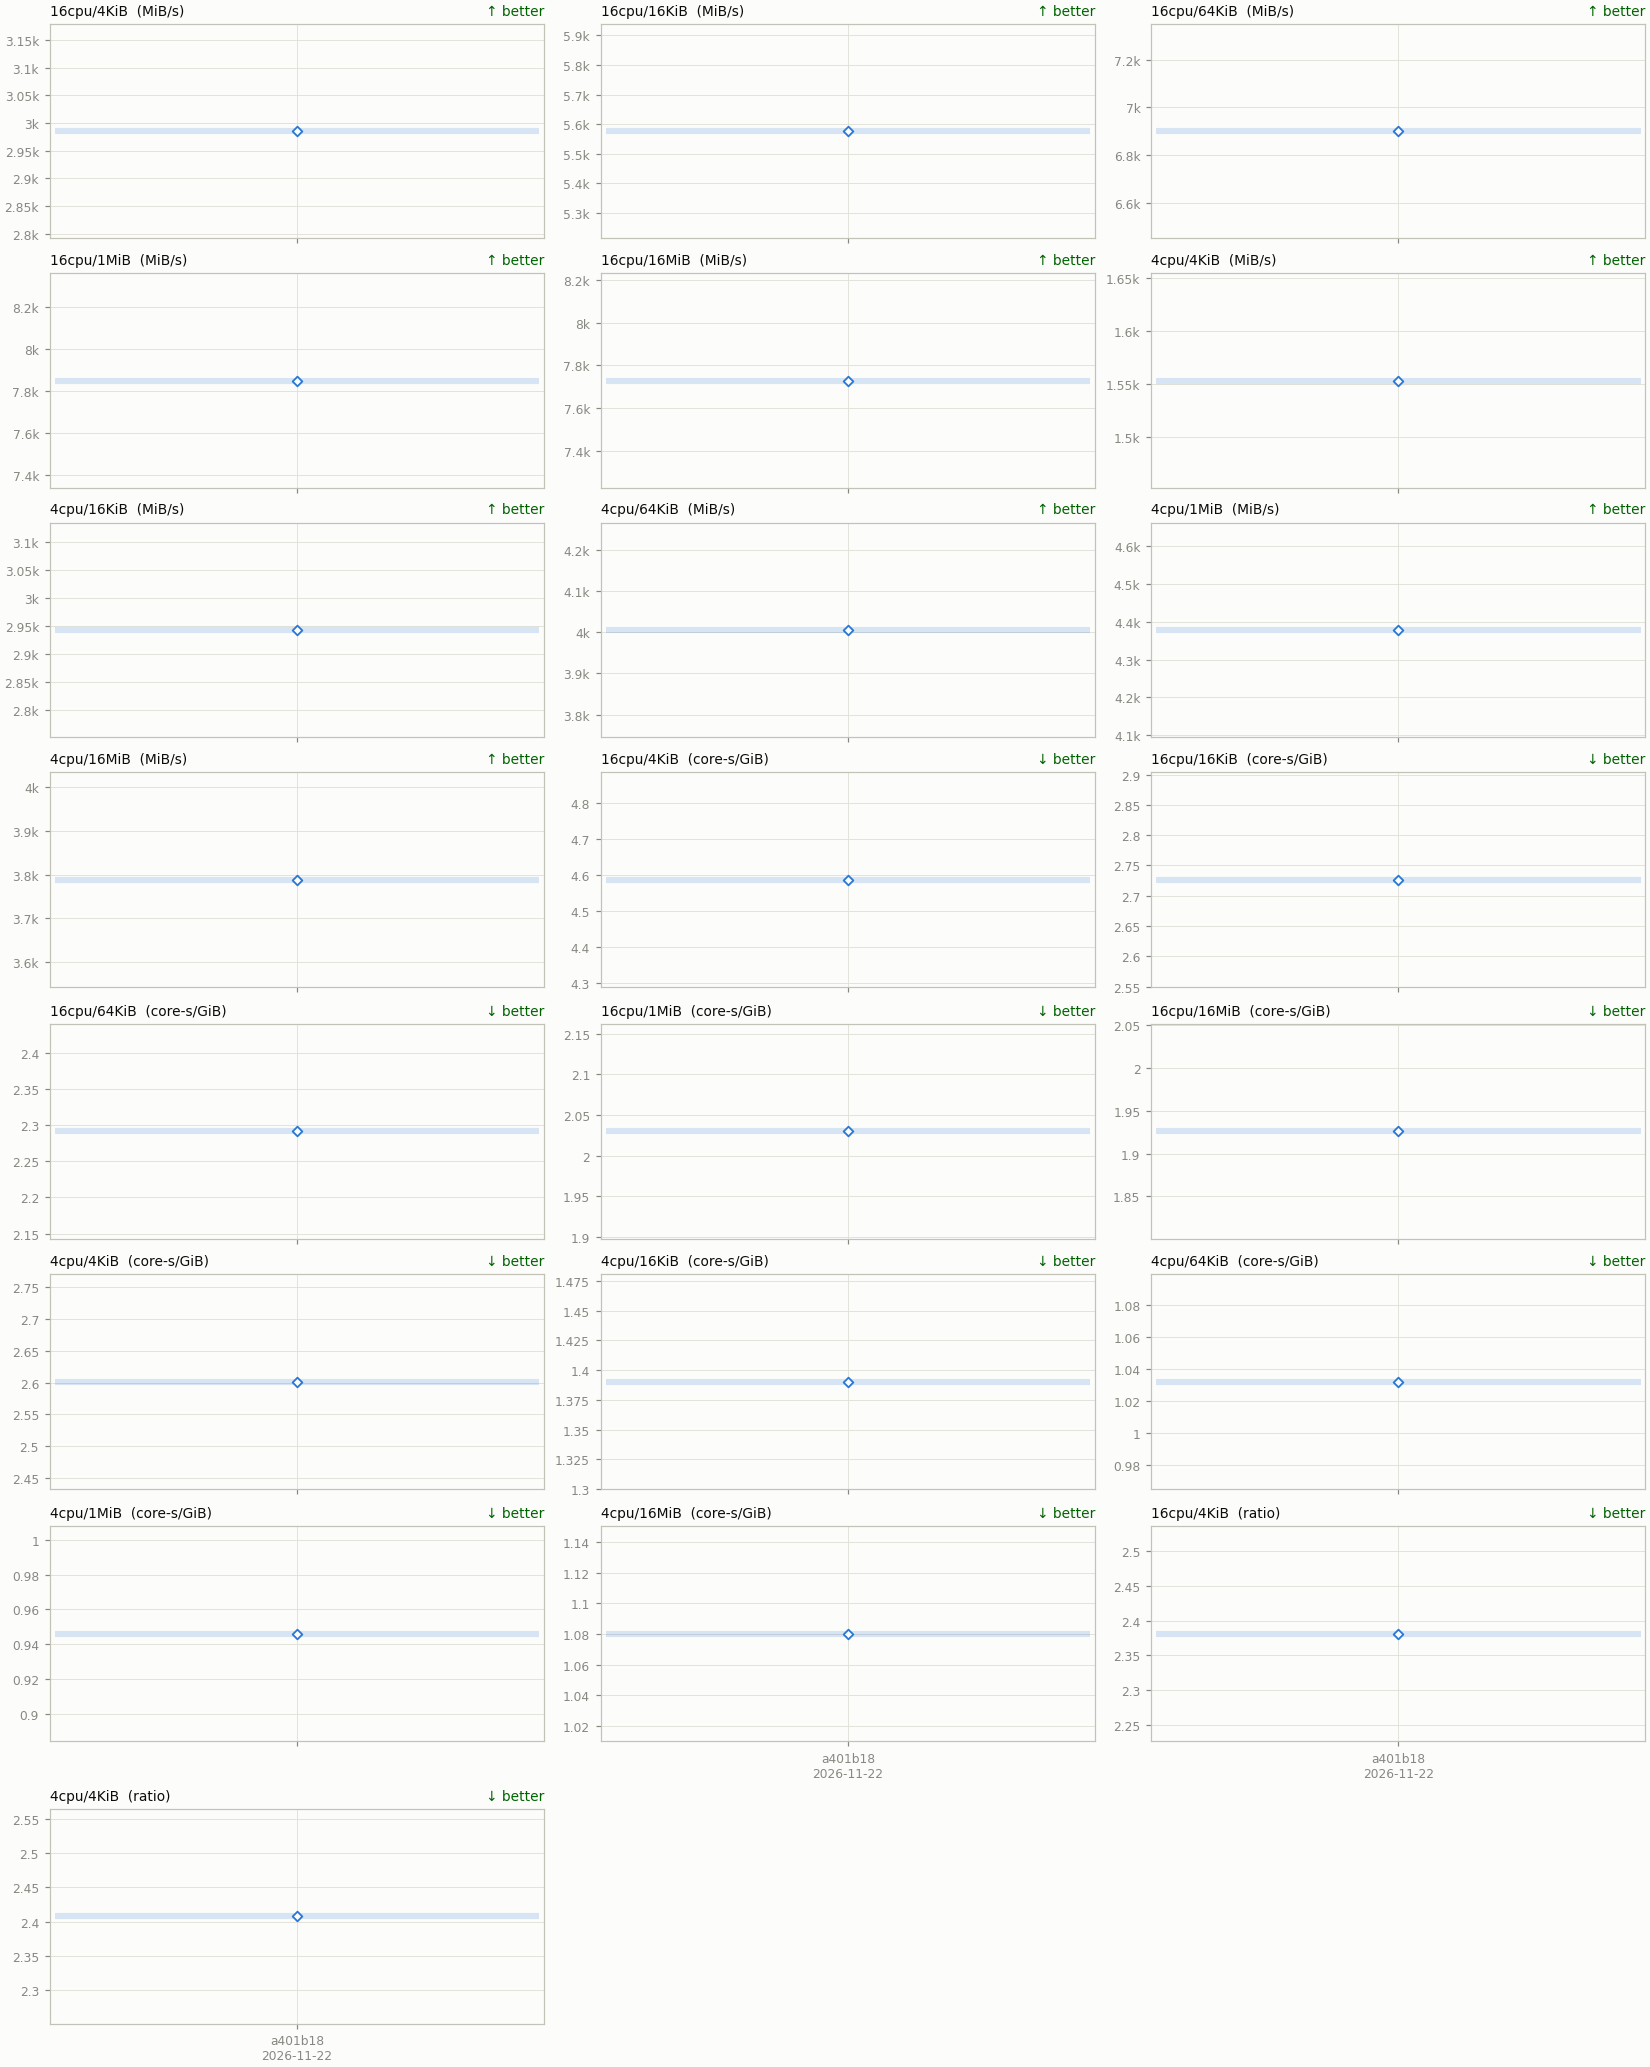 16cpu/4KiB (MiB/s) ↑ better
3.15k
3.1k
3.05k
3k
2.95k
2.9k
2.85k
2.8k
16cpu/16KiB (MiB/s) ↑ better
5.9k
5.8k
5.7k
5.6k
5.5k
5.4k
5.3k
16cpu/64KiB (MiB/s) ↑ better
7.2k
7k
6.8k
6.6k
16cpu/1MiB (MiB/s) ↑ better
8.2k
8k
7.8k
7.6k
7.4k
16cpu/16MiB (MiB/s) ↑ better
8.2k
8k
7.8k
7.6k
7.4k
4cpu/4KiB (MiB/s) ↑ better
1.65k
1.6k
1.55k
1.5k
4cpu/16KiB (MiB/s) ↑ better
3.1k
3.05k
3k
2.95k
2.9k
2.85k
2.8k
4cpu/64KiB (MiB/s) ↑ better
4.2k
4.1k
4k
3.9k
3.8k
4cpu/1MiB (MiB/s) ↑ better
4.6k
4.5k
4.4k
4.3k
4.2k
4.1k
4cpu/16MiB (MiB/s) ↑ better
4k
3.9k
3.8k
3.7k
3.6k
16cpu/4KiB (core-s/GiB) ↓ better
4.8
4.7
4.6
4.5
4.4
4.3
16cpu/16KiB (core-s/GiB) ↓ better
2.9
2.85
2.8
2.75
2.7
2.65
2.6
2.55
16cpu/64KiB (core-s/GiB) ↓ better
2.4
2.35
2.3
2.25
2.2
2.15
16cpu/1MiB (core-s/GiB) ↓ better
2.15
2.1
2.05
2
1.95
1.9
16cpu/16MiB (core-s/GiB) ↓ better
2.05
2
1.95
1.9
1.85
4cpu/4KiB (core-s/GiB) ↓ better
2.75
2.7
2.65
2.6
2.55
2.5
2.45
4cpu/16KiB (core-s/GiB) ↓ better
1.475
1.45
1.425
1.4
1.375
1.35
1.325
1.3
4cpu/64KiB (core-s/GiB) ↓ better
1.08
1.06
1.04
1.02
1
0.98
4cpu/1MiB (core-s/GiB) ↓ better
1
0.98
0.96
0.94
0.92
0.9
4cpu/16MiB (core-s/GiB) ↓ better
1.14
1.12
1.1
1.08
1.06
1.04
1.02
a401b18
2026-11-22
16cpu/4KiB (ratio) ↓ better
2.5
2.45
2.4
2.35
2.3
2.25
a401b18
2026-11-22
4cpu/4KiB (ratio) ↓ better
2.55
2.5
2.45
2.4
2.35
2.3
a401b18
2026-11-22